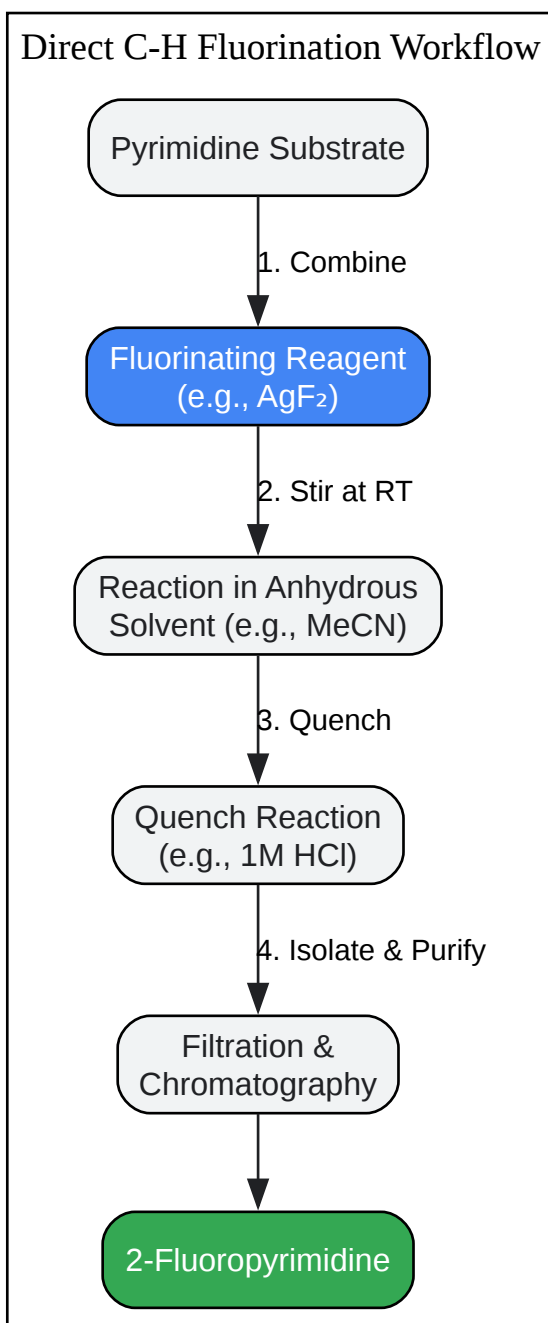 Direct C-H Fluorination Workflow
Pyrimidine Substrate
1. Combine
Fluorinating Reagent
(e.g., AgF₂)
2. Stir at RT
Reaction in Anhydrous
Solvent (e.g., MeCN)
3. Quench
Quench Reaction
(e.g., 1M HCl)
4. Isolate & Purify
Filtration &
Chromatography
2-Fluoropyrimidine